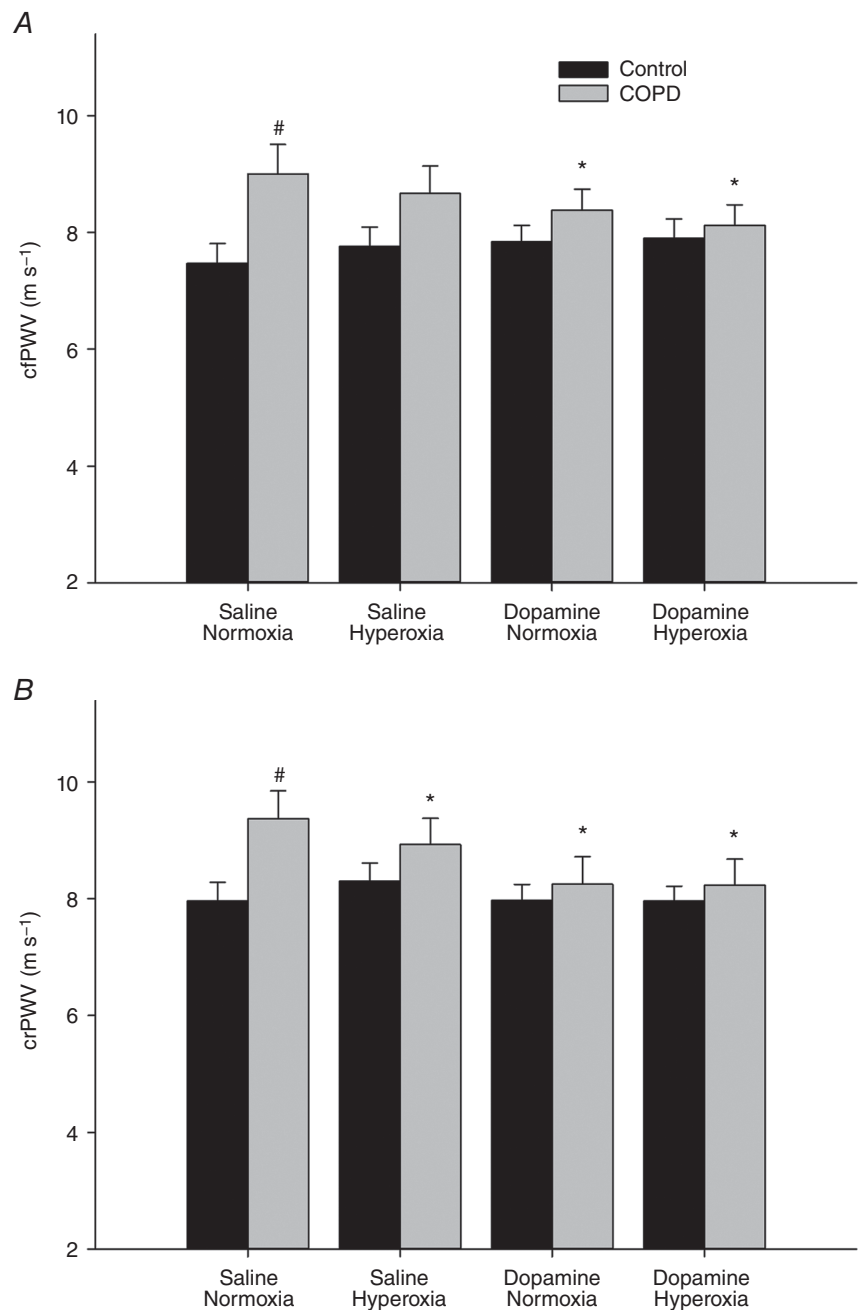 A
Control
COPD
#
*
*
10
8
6
4
2
cfPWV (m s⁻¹)
Saline
Normoxia
Saline
Hyperoxia
Dopamine
Normoxia
Dopamine
Hyperoxia
B
#
*
*
*
10
8
6
4
2
crPWV (m s⁻¹)
Saline
Normoxia
Saline
Hyperoxia
Dopamine
Normoxia
Dopamine
Hyperoxia